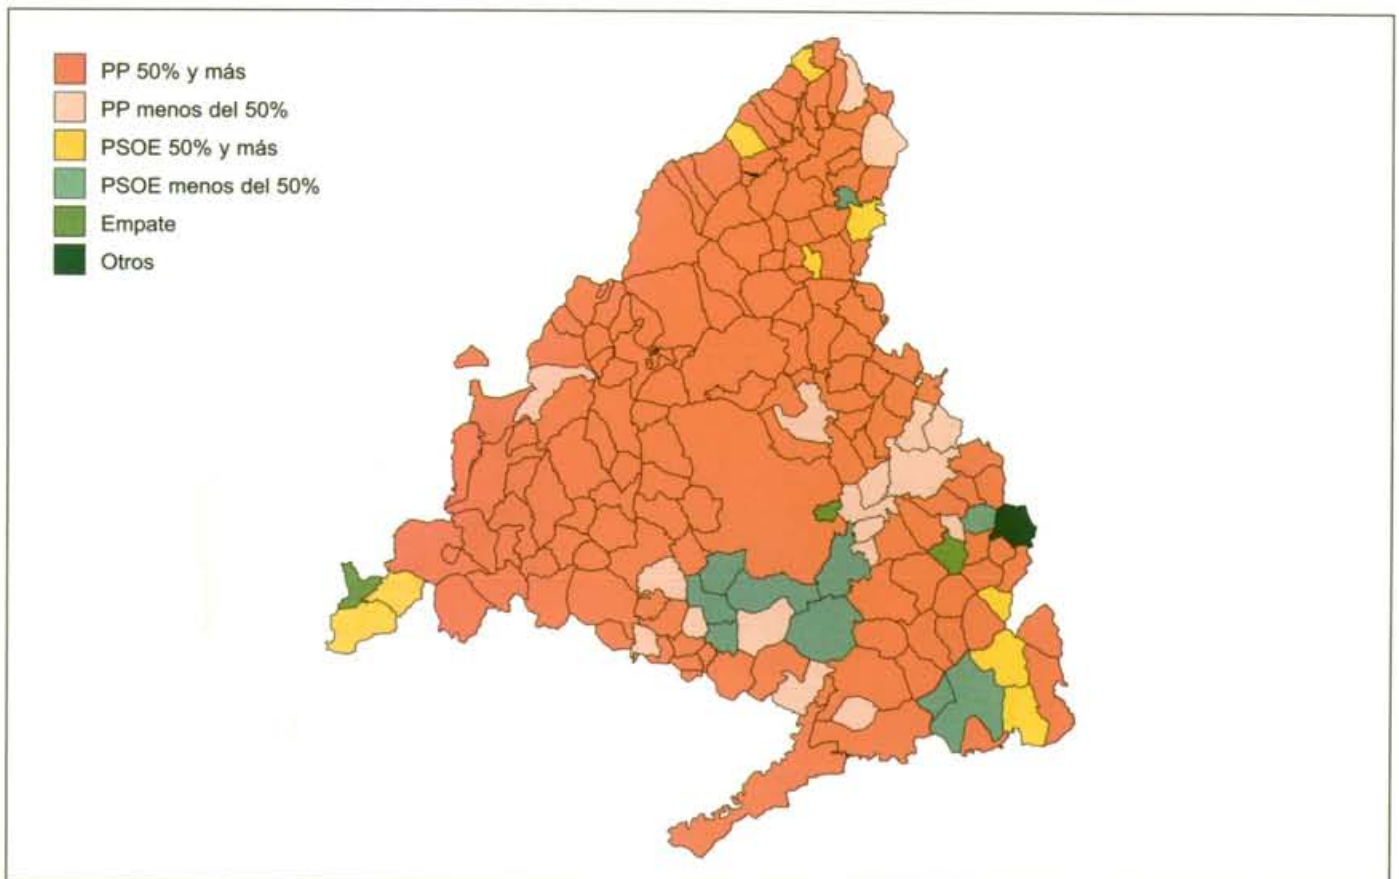 PP 50% y más
PP menos del 50%
PSOE 50% y más
PSOE menos del 50%
Empate
Otros